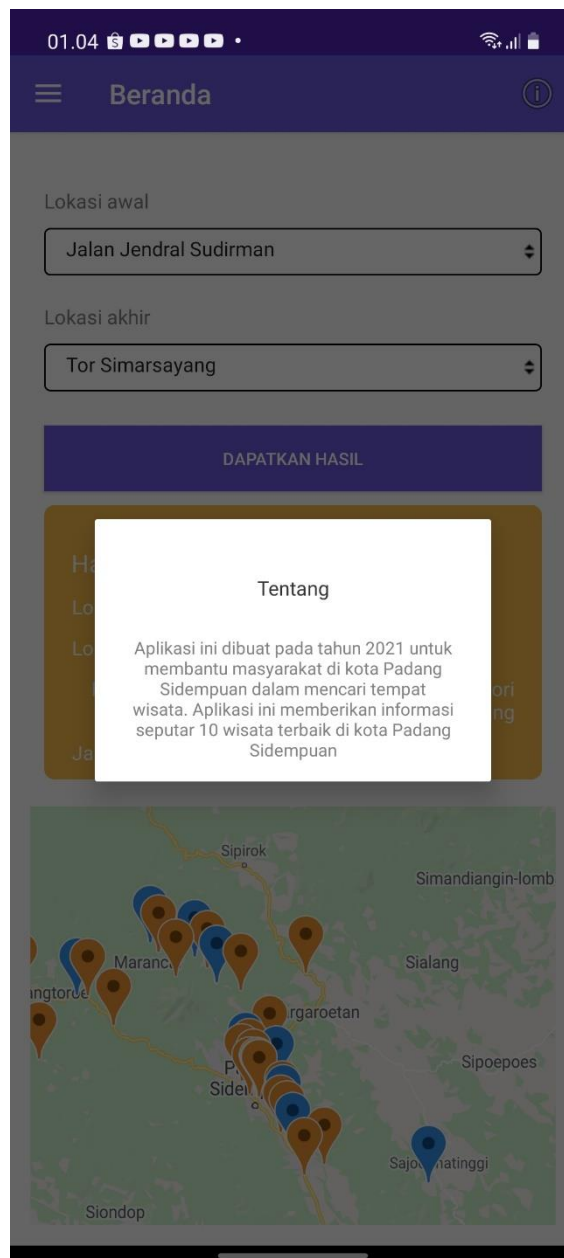 01.04
Beranda
Lokasi awal
Jalan Jendral Sudirman
Lokasi akhir
Tor Simarsayang
DAPATKAN HASIL
Tentang
Aplikasi ini dibuat pada tahun 2021 untuk
membantu masyarakat di kota Padang
Sidempuan dalam mencari tempat
wisata. Aplikasi ini memberikan informasi
seputar 10 wisata terbaik di kota Padang
Sidempuan
Sipirok
Simandiangin-lomb
Sialang
Sipoepoes
Siondop